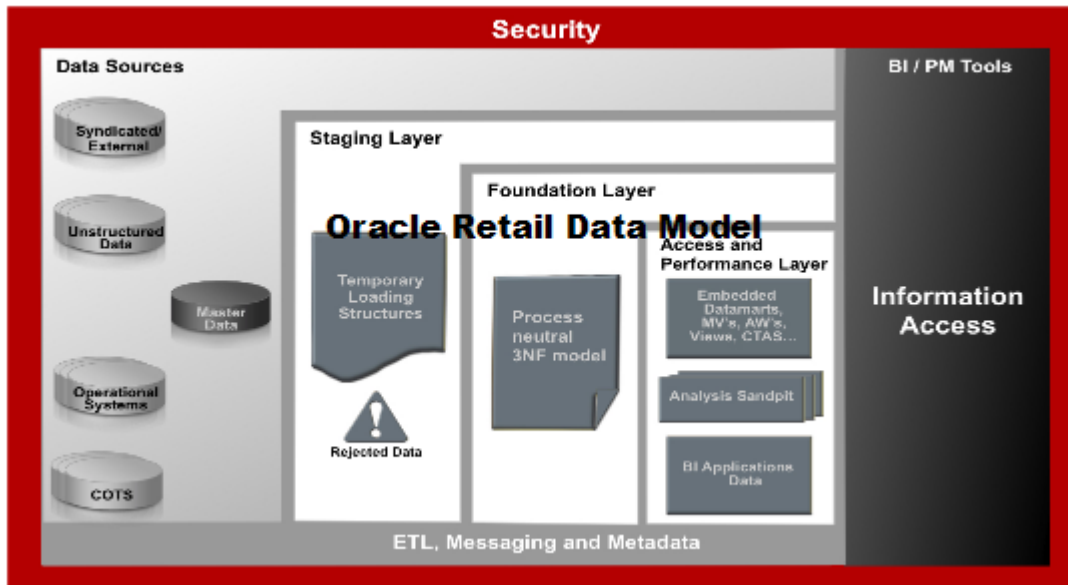 Security
Data Sources
BI / PM Tools
Syndicated/
External
Staging Layer
Foundation Layer
Unstructured
Data
Oracle Retail Data Model
Access and
Performance Layer
Temporary
Loading
Structures
Master
Data
Process
neutral
3NF model
Embedded
Datamarts,
MV's, AW's,
Views, CTAS...
Information
Access
Operational
Systems
Analysis Sandpit
Rejected Data
COTS
BI Applications
Data
ETL, Messaging and Metadata